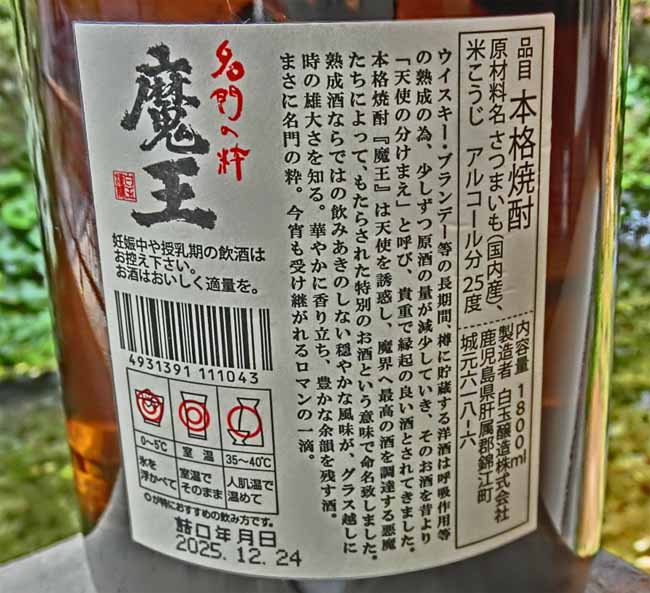 品目 本格焼酎
原材料名 さつまいも(国内産)、
米こうじ アルコール分25度
内容量 1800ml
製造者 白玉醸造株式会社
鹿児島県肝属郡錦江町
城元六一八-六
ウイスキー・ブランデー等の長期間、樽に貯蔵する洋酒は呼吸作用等
の熟成の為、少しずつ原酒の量が減少していき、そのお酒を昔より
「天使の分けまえ」と呼び、貴重で縁起の良い酒とされてきました。
本格焼酎『魔王』は天使を誘惑し、魔界へ最高の酒を調達する悪魔
たちによって、もたらされた特別のお酒という意味で命名致しました。
熟成酒ならではの飲みあきのしない穏やかな風味が、グラス越しに
時の雄大さを知る。華やかに香り立ち、豊かな余韻を残す酒。
まさに名門の粋。今宵も受け継がれるロマンの一滴。
名門の粋
魔王
白玉
妊娠中や授乳期の飲酒は
お控え下さい。
お酒はおいしく適量を。
4931391 111043
0~5℃ 室温 35~40℃
氷を
浮かべて
室温で
そのまま
人肌温で
温めて
○が特におすすめの飲み方です。
詰口年月日
2025.12.24